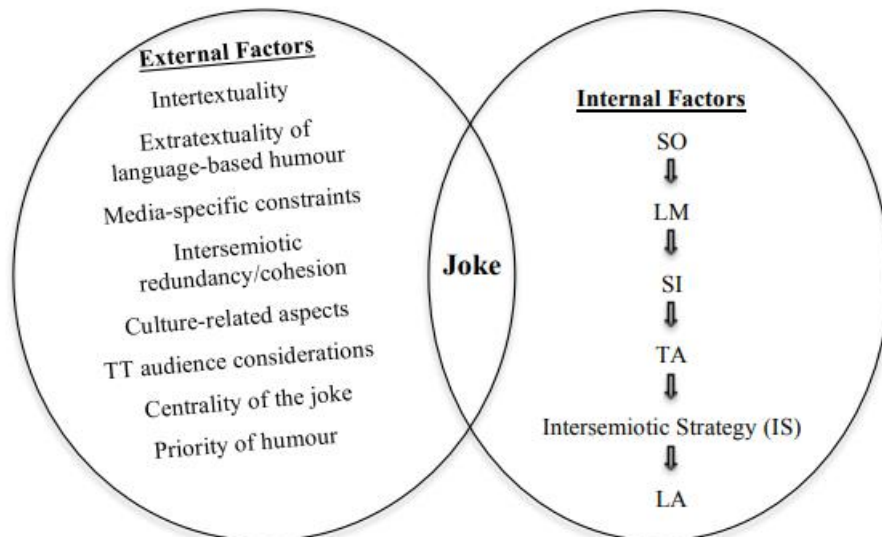 External Factors
Intertextuality
Extratextuality of
language-based humour
Media-specific constraints
Intersemiotic
redundancy/cohesion
Culture-related aspects
TT audience considerations
Centrality of the joke
Priority of humour
Joke
Internal Factors
SO
LM
SI
TA
Intersemiotic Strategy (IS)
LA